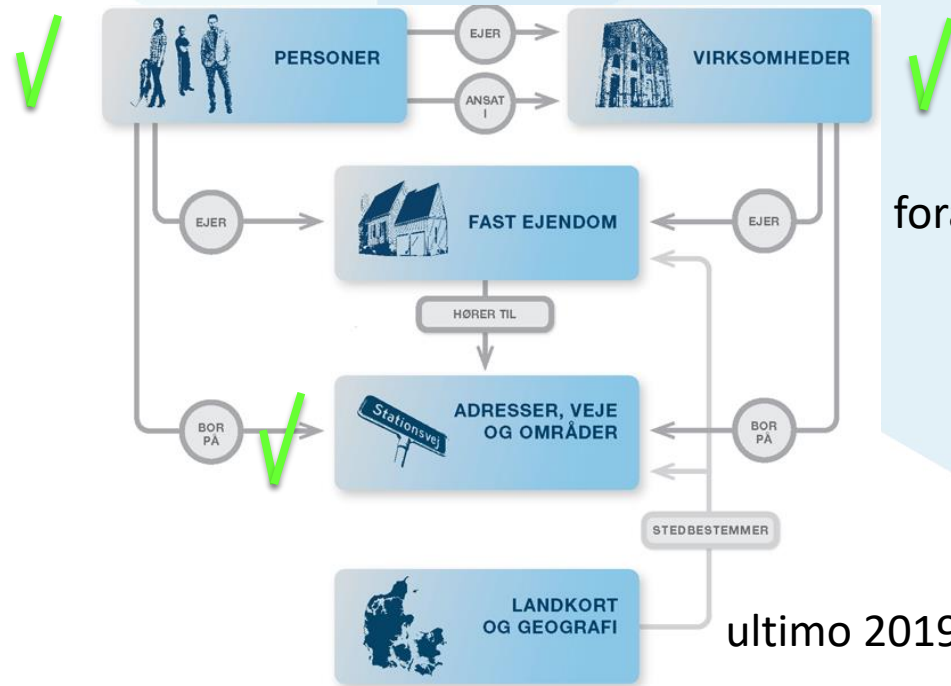 PERSONER
EJER
ANSAT
I
VIRKSOMHEDER
EJER
FAST EJENDOM
EJER
HØRER TIL
BOR
PÅ
Stationsvej
ADRESSER, VEJE
OG OMRÅDER
BOR
PÅ
STEDBESTEMMER
LANDKORT
OG GEOGRAFI
ultimo 2019